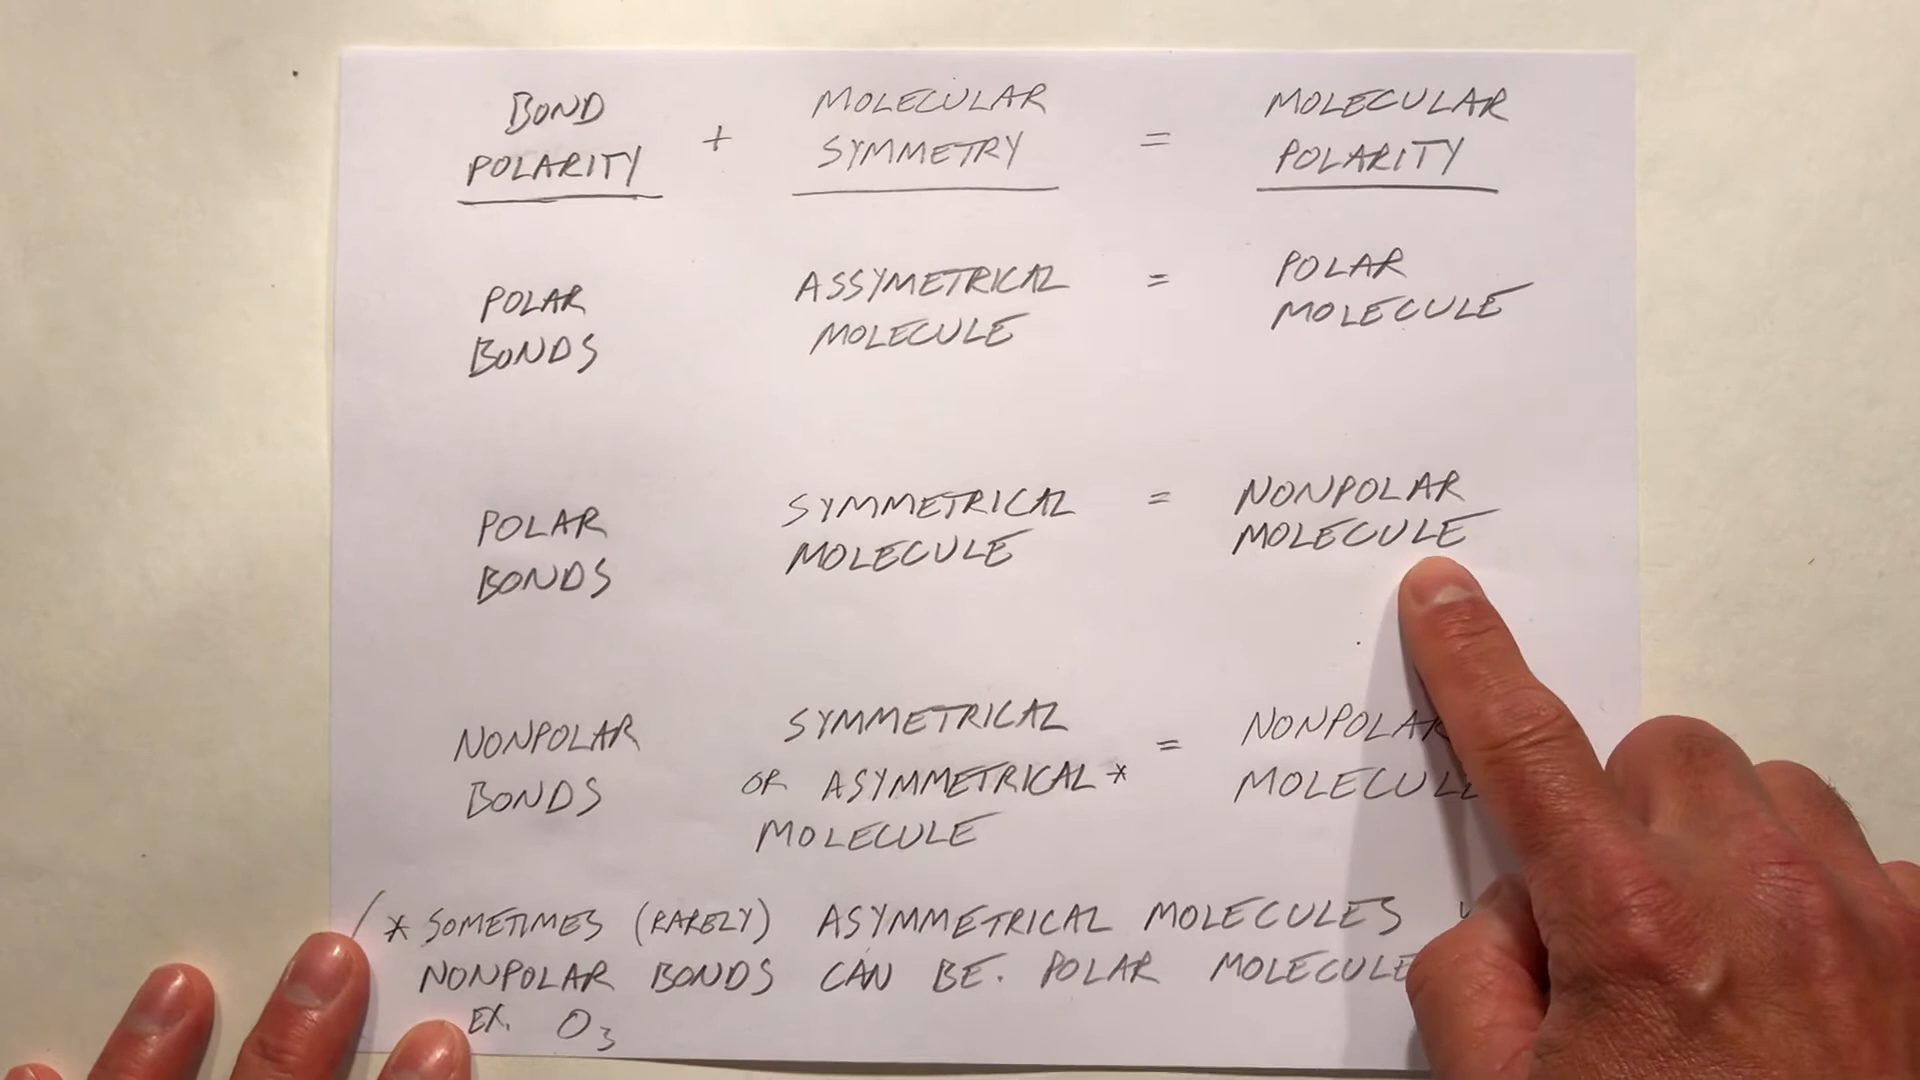 BOND
POLARITY
+
MOLECULAR
SYMMETRY
=
MOLECULAR
POLARITY
POLAR
BONDS
ASSYMETRICAL
MOLECULE
=
POLAR
MOLECULE
POLAR
BONDS
SYMMETRICAL
MOLECULE
=
NONPOLAR
MOLECULE
NONPOLAR
BONDS
SYMMETRICAL
OR ASYMMETRICAL *
MOLECULE
=
NONPOLAR
MOLECULE
* SOMETIMES (RARELY) ASYMMETRICAL MOLECULES
NONPOLAR BONDS CAN BE. POLAR MOLECULE
EX. O3